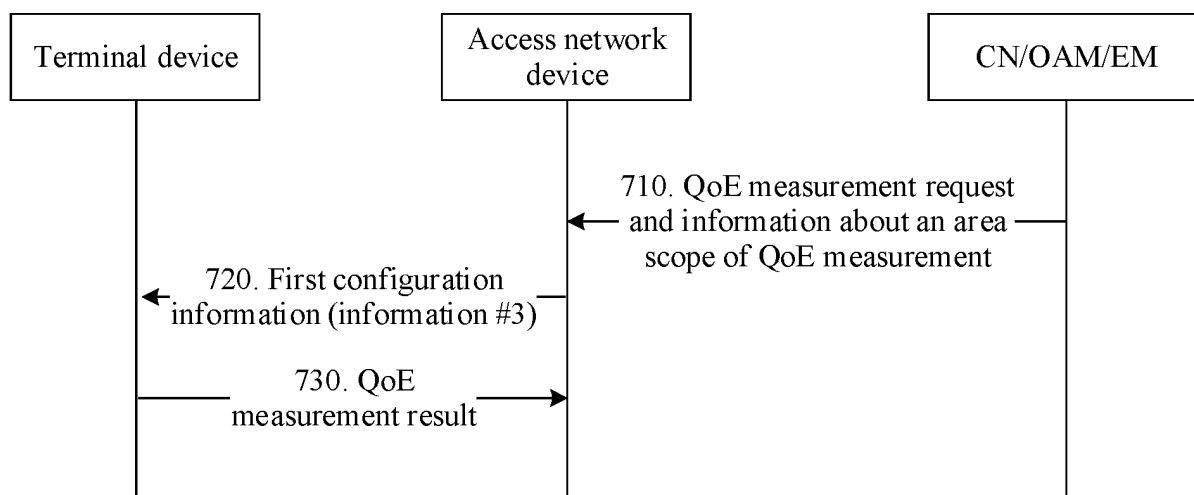 Terminal device
Access network
device
CN/OAM/EM
710. QoE measurement request
and information about an area
scope of QoE measurement
720. First configuration
information (information #3)
730. QoE
measurement result